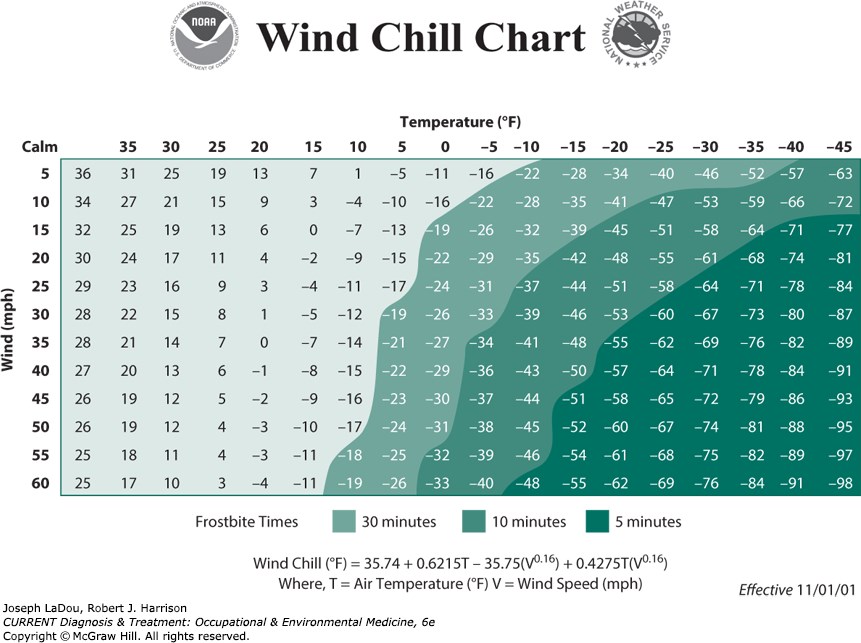 NATIONAL OCEANIC AND ATMOSPHERIC ADMINISTRATION
NOAA
U.S. DEPARTMENT OF COMMERCE
Wind Chill Chart
NATIONAL WEATHER SERVICE
Temperature (°F)
Calm 35 30 25 20 15 10 5 0 –5 –10 –15 –20 –25 –30 –35 –40 –45
Wind (mph)
5 36 31 25 19 13 7 1 –5 –11 –16 –22 –28 –34 –40 –46 –52 –57 –63
10 34 27 21 15 9 3 –4 –10 –16 –22 –28 –35 –41 –47 –53 –59 –66 –72
15 32 25 19 13 6 0 –7 –13 –19 –26 –32 –39 –45 –51 –58 –64 –71 –77
20 30 24 17 11 4 –2 –9 –15 –22 –29 –35 –42 –48 –55 –61 –68 –74 –81
25 29 23 16 9 3 –4 –11 –17 –24 –31 –37 –44 –51 –58 –64 –71 –78 –84
30 28 22 15 8 1 –5 –12 –19 –26 –33 –39 –46 –53 –60 –67 –73 –80 –87
35 28 21 14 7 0 –7 –14 –21 –27 –34 –41 –48 –55 –62 –69 –76 –82 –89
40 27 20 13 6 –1 –8 –15 –22 –29 –36 –43 –50 –57 –64 –71 –78 –84 –91
45 26 19 12 5 –2 –9 –16 –23 –30 –37 –44 –51 –58 –65 –72 –79 –86 –93
50 26 19 12 4 –3 –10 –17 –24 –31 –38 –45 –52 –60 –67 –74 –81 –88 –95
55 25 18 11 4 –3 –11 –18 –25 –32 –39 –46 –54 –61 –68 –75 –82 –89 –97
60 25 17 10 3 –4 –11 –19 –26 –33 –40 –48 –55 –62 –69 –76 –84 –91 –98
Frostbite Times 30 minutes 10 minutes 5 minutes
Wind Chill (°F) = 35.74 + 0.6215T – 35.75(V0.16) + 0.4275T(V0.16)
Where, T = Air Temperature (°F) V = Wind Speed (mph)
Effective 11/01/01
Joseph LaDou, Robert J. Harrison
CURRENT Diagnosis & Treatment: Occupational & Environmental Medicine, 6e
Copyright © McGraw Hill. All rights reserved.